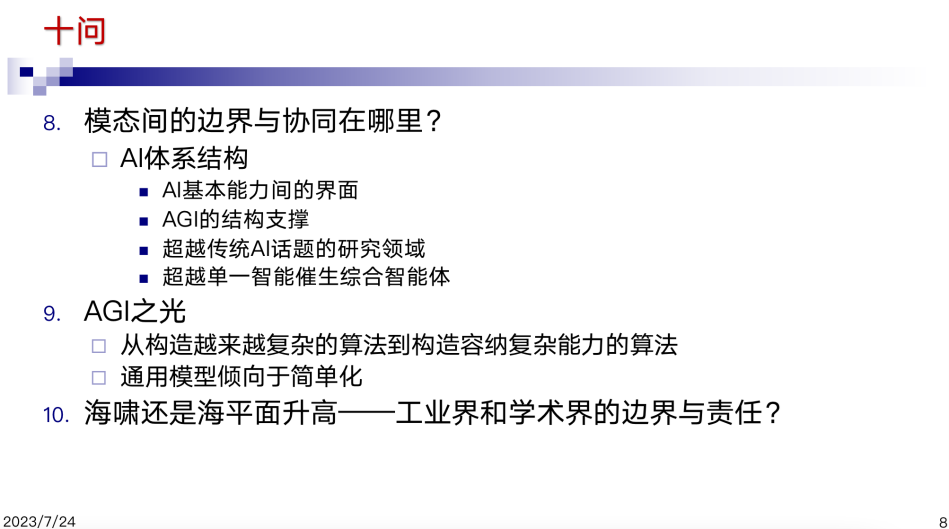 十问
8. 模态间的边界与协同在哪里？
AI体系结构
AI基本能力间的界面
AGI的结构支撑
超越传统AI话题的研究领域
超越单一智能催生综合智能体
9. AGI之光
从构造越来越复杂的算法到构造容纳复杂能力的算法
通用模型倾向于简单化
10. 海啸还是海平面升高——工业界和学术界的边界与责任？
2023/7/24
8